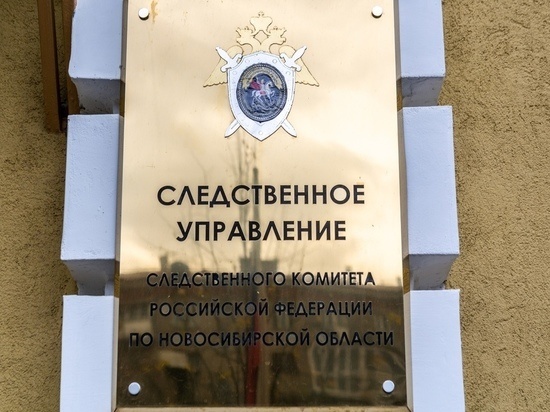 СЛЕДСТВЕННОЕ
УПРАВЛЕНИЕ
СЛЕДСТВЕННОГО КОМИТЕТА
РОССИЙСКОЙ ФЕДЕРАЦИИ
ПО НОВОСИБИРСКОЙ ОБЛАСТИ